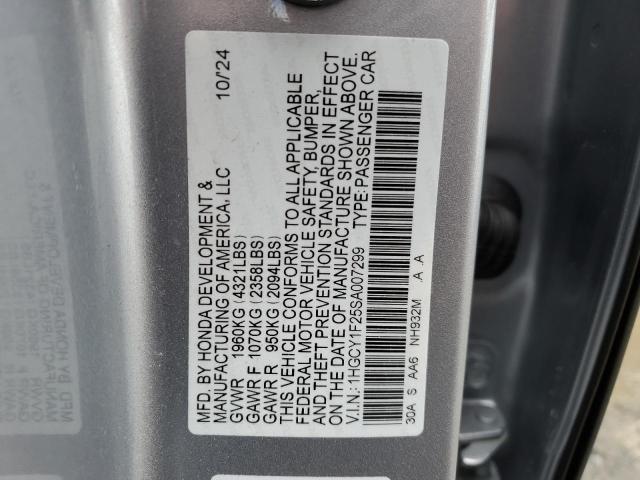 MFD. BY HONDA DEVELOPMENT &
MANUFACTURING OF AMERICA, LLC 10/'24
GVWR 1960KG (4321LBS)
GAWR F 1070KG (2358LBS)
GAWR R 950KG (2094LBS)
THIS VEHICLE CONFORMS TO ALL APPLICABLE
FEDERAL MOTOR VEHICLE SAFETY, BUMPER,
AND THEFT PREVENTION STANDARDS IN EFFECT
ON THE DATE OF MANUFACTURE SHOWN ABOVE.
V.I.N.: 1HGCY1F25SA007299 TYPE: PASSENGER CAR
30A S AA6 NH932M .A .A